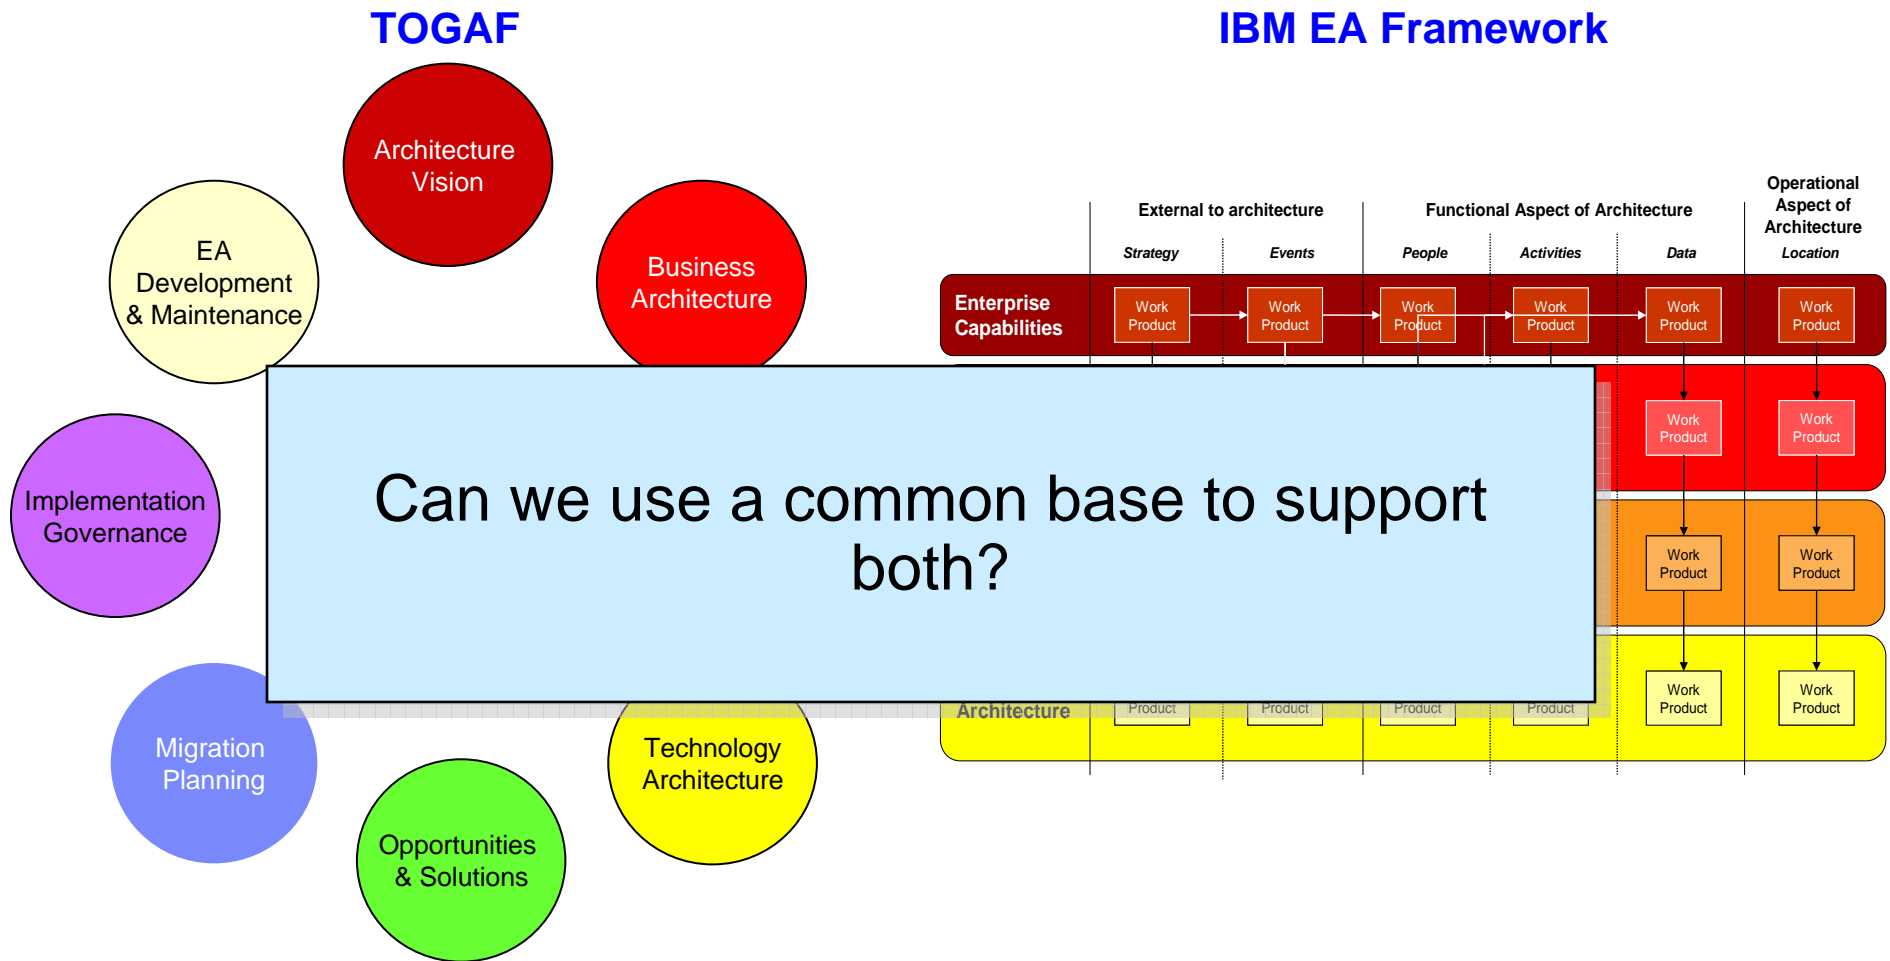 TOGAF
IBM EA Framework
Architecture
Vision
EA
Development
& Maintenance
Business
Architecture
Implementation
Governance
Migration
Planning
Technology
Architecture
Opportunities
& Solutions
Can we use a common base to support
both?
External to architecture
Functional Aspect of Architecture
Operational
Aspect of
Architecture
Strategy
Events
People
Activities
Data
Location
Enterprise
Capabilities
Work
Product
Work
Product
Work
Product
Work
Product
Work
Product
Work
Product
Work
Product
Work
Product
Work
Product
Work
Product
Architecture
Product
Product
Product
Product
Work
Product
Work
Product